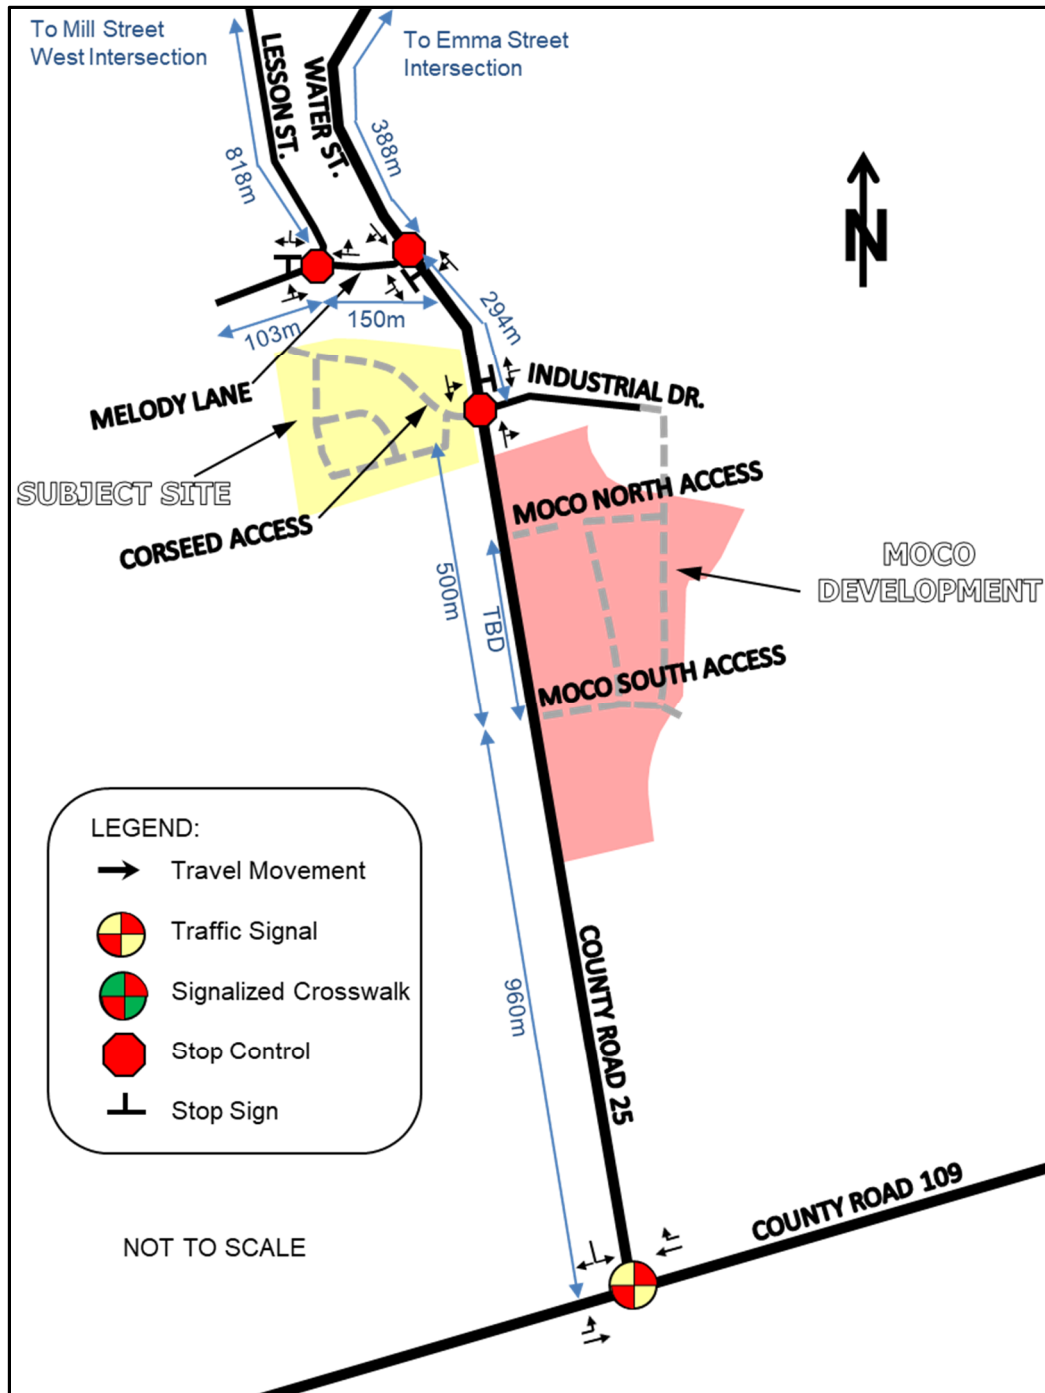 To Mill Street
West Intersection
To Emma Street
Intersection
LESSON ST.
WATER ST.
388m
818m
N
294m
150m
103m
INDUSTRIAL DR.
MELODY LANE
SUBJECT SITE
CORSEED ACCESS
MOCO NORTH ACCESS
MOCO
DEVELOPMENT
500m
TBD
MOCO SOUTH ACCESS
LEGEND:
Travel Movement
Traffic Signal
Signalized Crosswalk
Stop Control
Stop Sign
960m
COUNTY ROAD 25
COUNTY ROAD 109
NOT TO SCALE